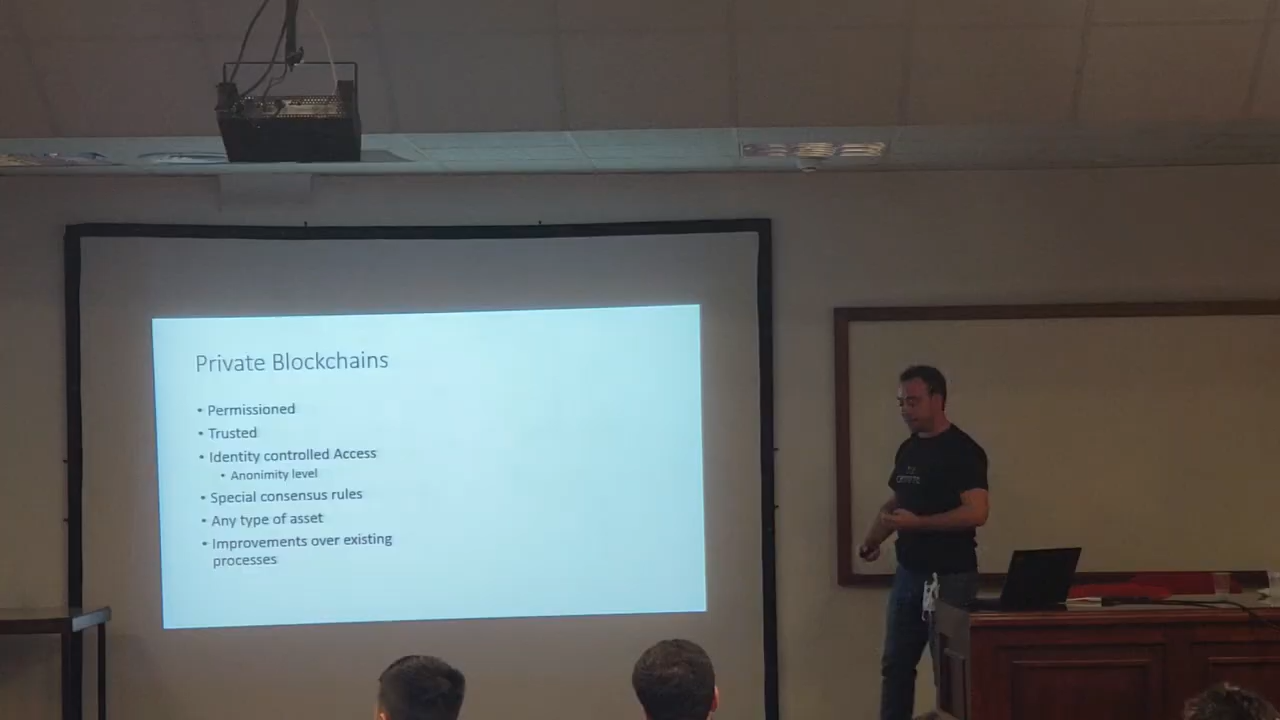 Private Blockchains
• Permissioned
• Trusted
• Identity controlled Access
• Anonimity level
• Special consensus rules
• Any type of asset
• Improvements over existing
processes